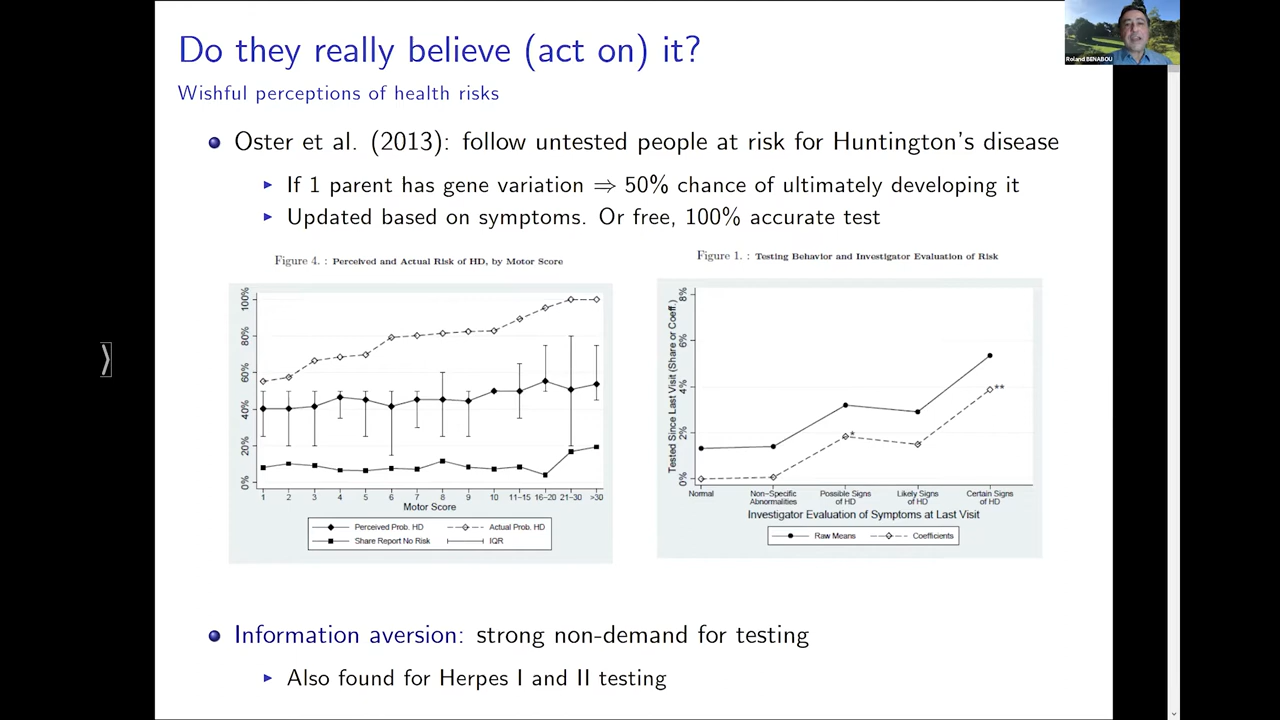 Do they really believe (act on) it?
Roland BENABOU
Wishful perceptions of health risks
Oster et al. (2013): follow untested people at risk for Huntington's disease
If 1 parent has gene variation ⇒ 50% chance of ultimately developing it
Updated based on symptoms. Or free, 100% accurate test
Figure 4. : Perceived and Actual Risk of HD, by Motor Score
100%
80%
60%
40%
20%
0%
1 2 3 4 5 6 7 8 9 10 11-15 16-20 21-30 >30
Motor Score
Perceived Prob. HD
Actual Prob. HD
Share Report No Risk
IQR
Figure 1. : Testing Behavior and Investigator Evaluation of Risk
Tested Since Last Visit (Share or Coeff.)
8%
6%
4%
2%
0%
**
*
Normal
Non-Specific
Abnormalities
Possible Signs
of HD
Likely Signs
of HD
Certain Signs
of HD
Investigator Evaluation of Symptoms at Last Visit
Raw Means
Coefficients
Information aversion: strong non-demand for testing
Also found for Herpes I and II testing